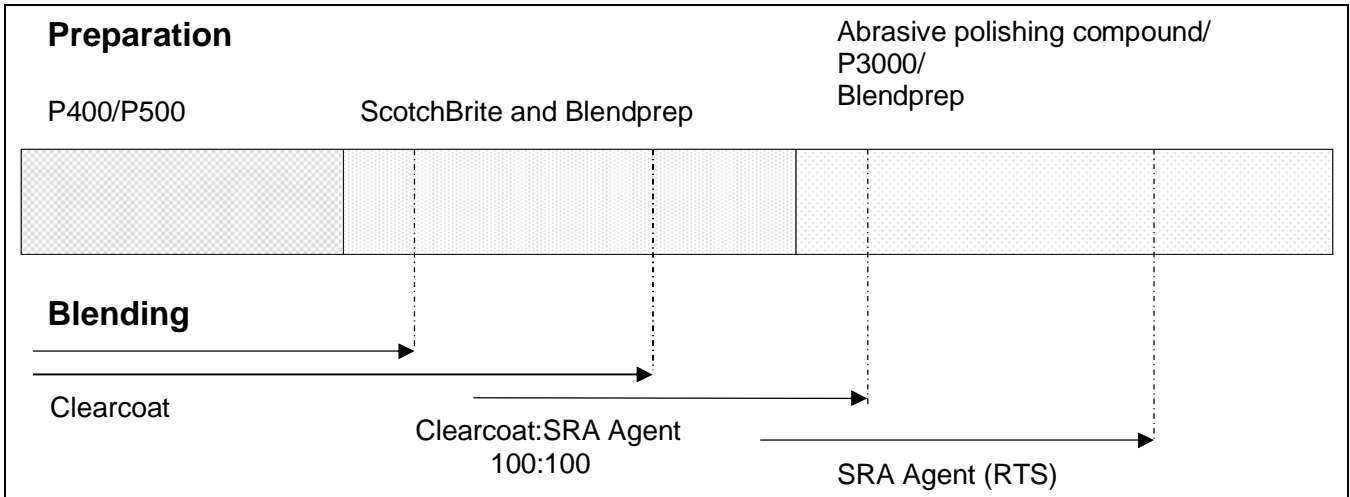 Preparation
Abrasive polishing compound/
P3000/
Blendprep
P400/P500
ScotchBrite and Blendprep
Blending
Clearcoat
Clearcoat:SRA Agent
100:100
SRA Agent (RTS)